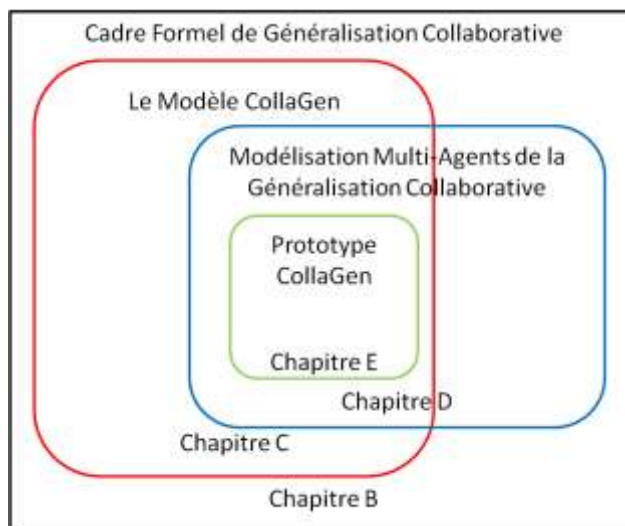 Cadre Formel de Généralisation Collaborative
Le Modèle CollaGen
Modélisation Multi-Agents de la
Généralisation Collaborative
Prototype
CollaGen
Chapitre E
Chapitre D
Chapitre C
Chapitre B